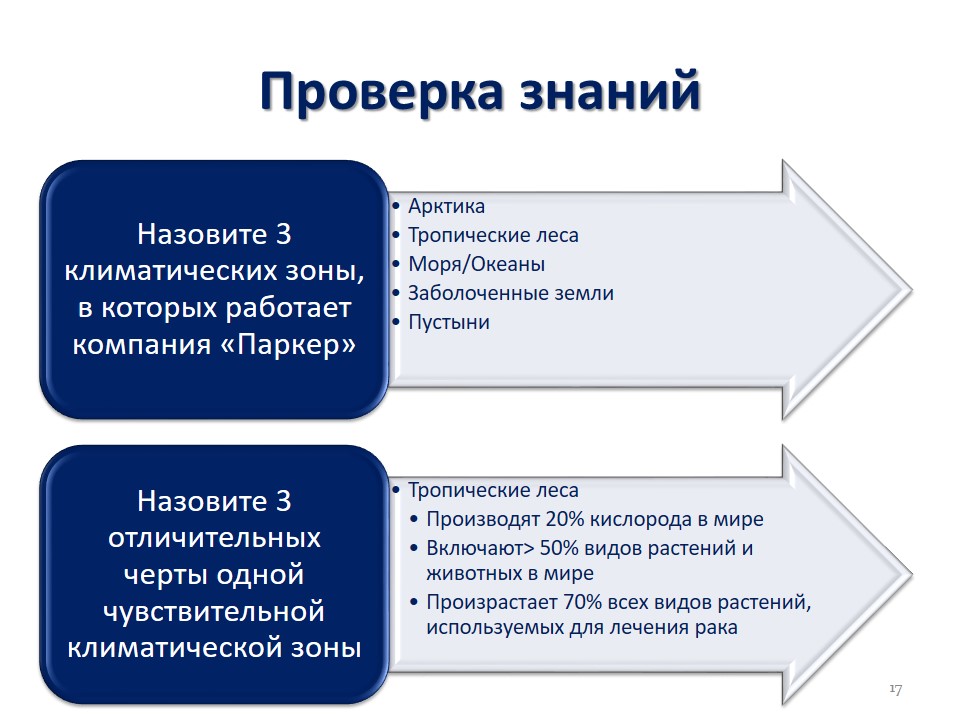 Проверка знаний
Назовите 3
климатических зоны,
в которых работает
компания «Паркер»
• Арктика
• Тропические леса
• Моря/Океаны
• Заболоченные земли
• Пустыни
Назовите 3
отличительных
черты одной
чувствительной
климатической зоны
• Тропические леса
• Производят 20% кислорода в мире
• Включают> 50% видов растений и
животных в мире
• Произрастает 70% всех видов растений,
используемых для лечения рака
17